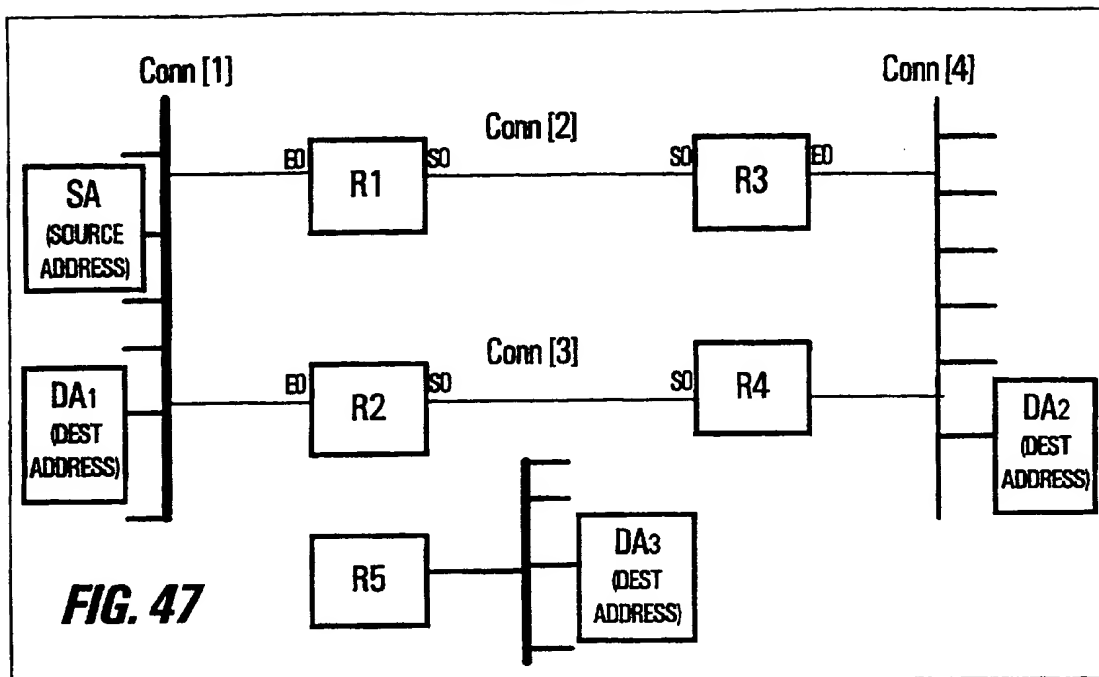 Conn [1]
Conn [4]
Conn [2]
E0
R1
S0
S0
R3
E0
SA
(SOURCE
ADDRESS)
Conn [3]
E0
R2
S0
S0
R4
DA1
(DEST
ADDRESS)
DA2
(DEST
ADDRESS)
R5
DA3
(DEST
ADDRESS)
FIG. 47